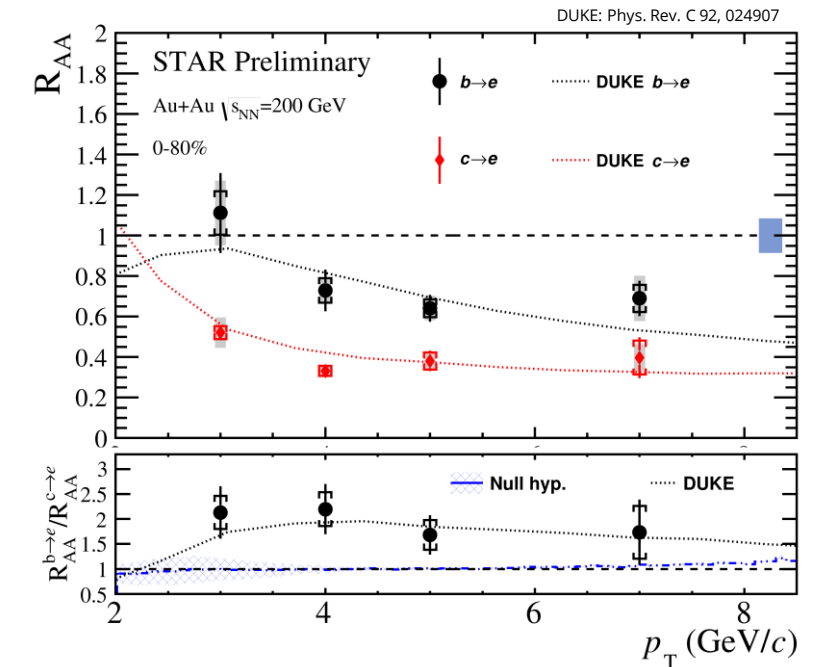 DUKE: Phys. Rev. C 92, 024907
R_AA
2
1.8
1.6
1.4
1.2
1
0.8
0.6
0.4
0.2
0
STAR Preliminary
Au+Au √s_NN=200 GeV
0-80%
b→e
DUKE b→e
c→e
DUKE c→e
R_AA^b→e/R_AA^c→e
3
2.5
2
1.5
1
0.5
Null hyp.
DUKE
2 4 6 8
p_T (GeV/c)